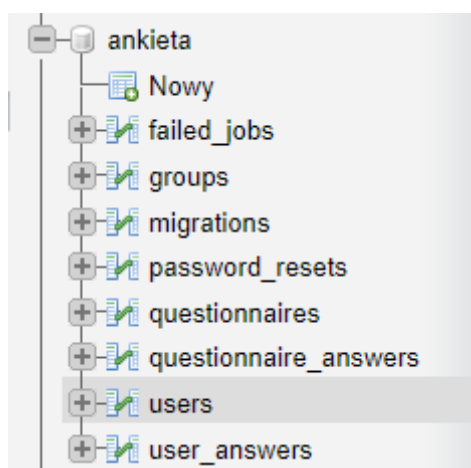 ankieta
Nowy
failed_jobs
groups
migrations
password_resets
questionnaires
questionnaire_answers
users
user_answers